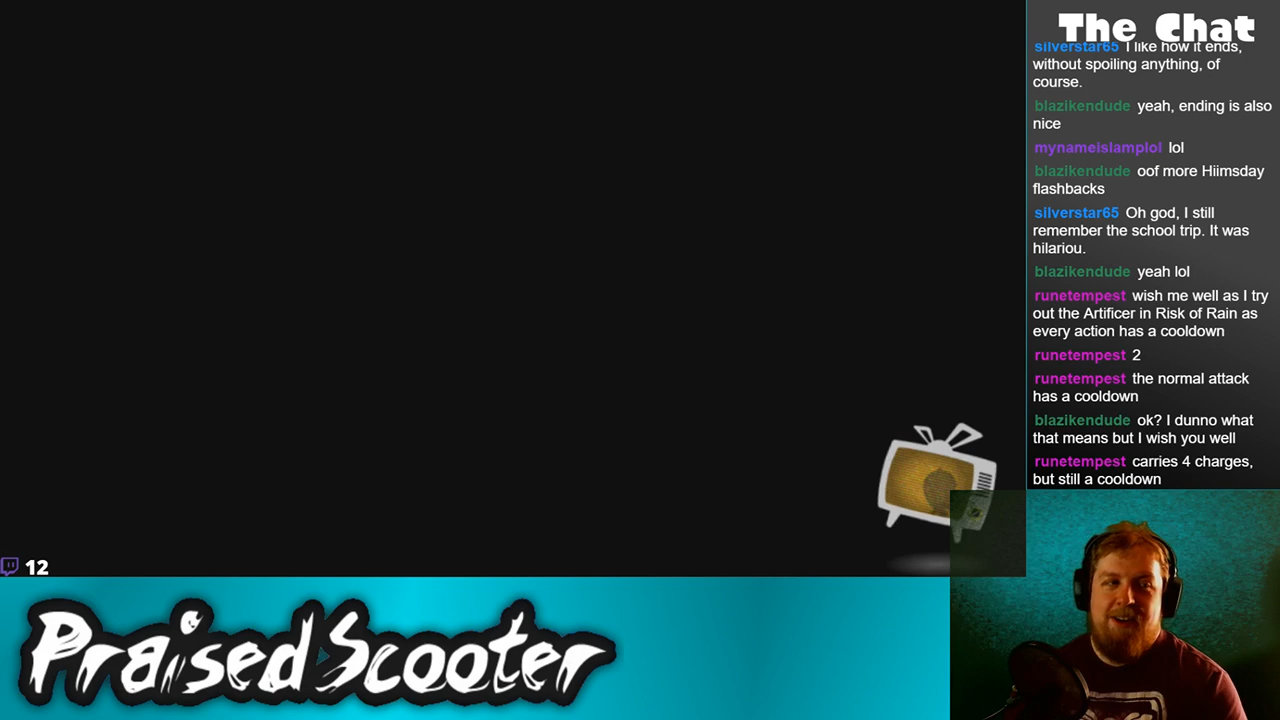 The Chat
silverstar65 I like how it ends,
without spoiling anything, of
course.
blazikendude yeah, ending is also
nice
mynameislamplol lol
blazikendude oof more Hiimsday
flashbacks
silverstar65 Oh god, I still
remember the school trip. It was
hilariou.
blazikendude yeah lol
runetempest wish me well as I try
out the Artificer in Risk of Rain as
every action has a cooldown
runetempest 2
runetempest the normal attack
has a cooldown
blazikendude ok? I dunno what
that means but I wish you well
runetempest carries 4 charges,
but still a cooldown
12
PraisedScooter